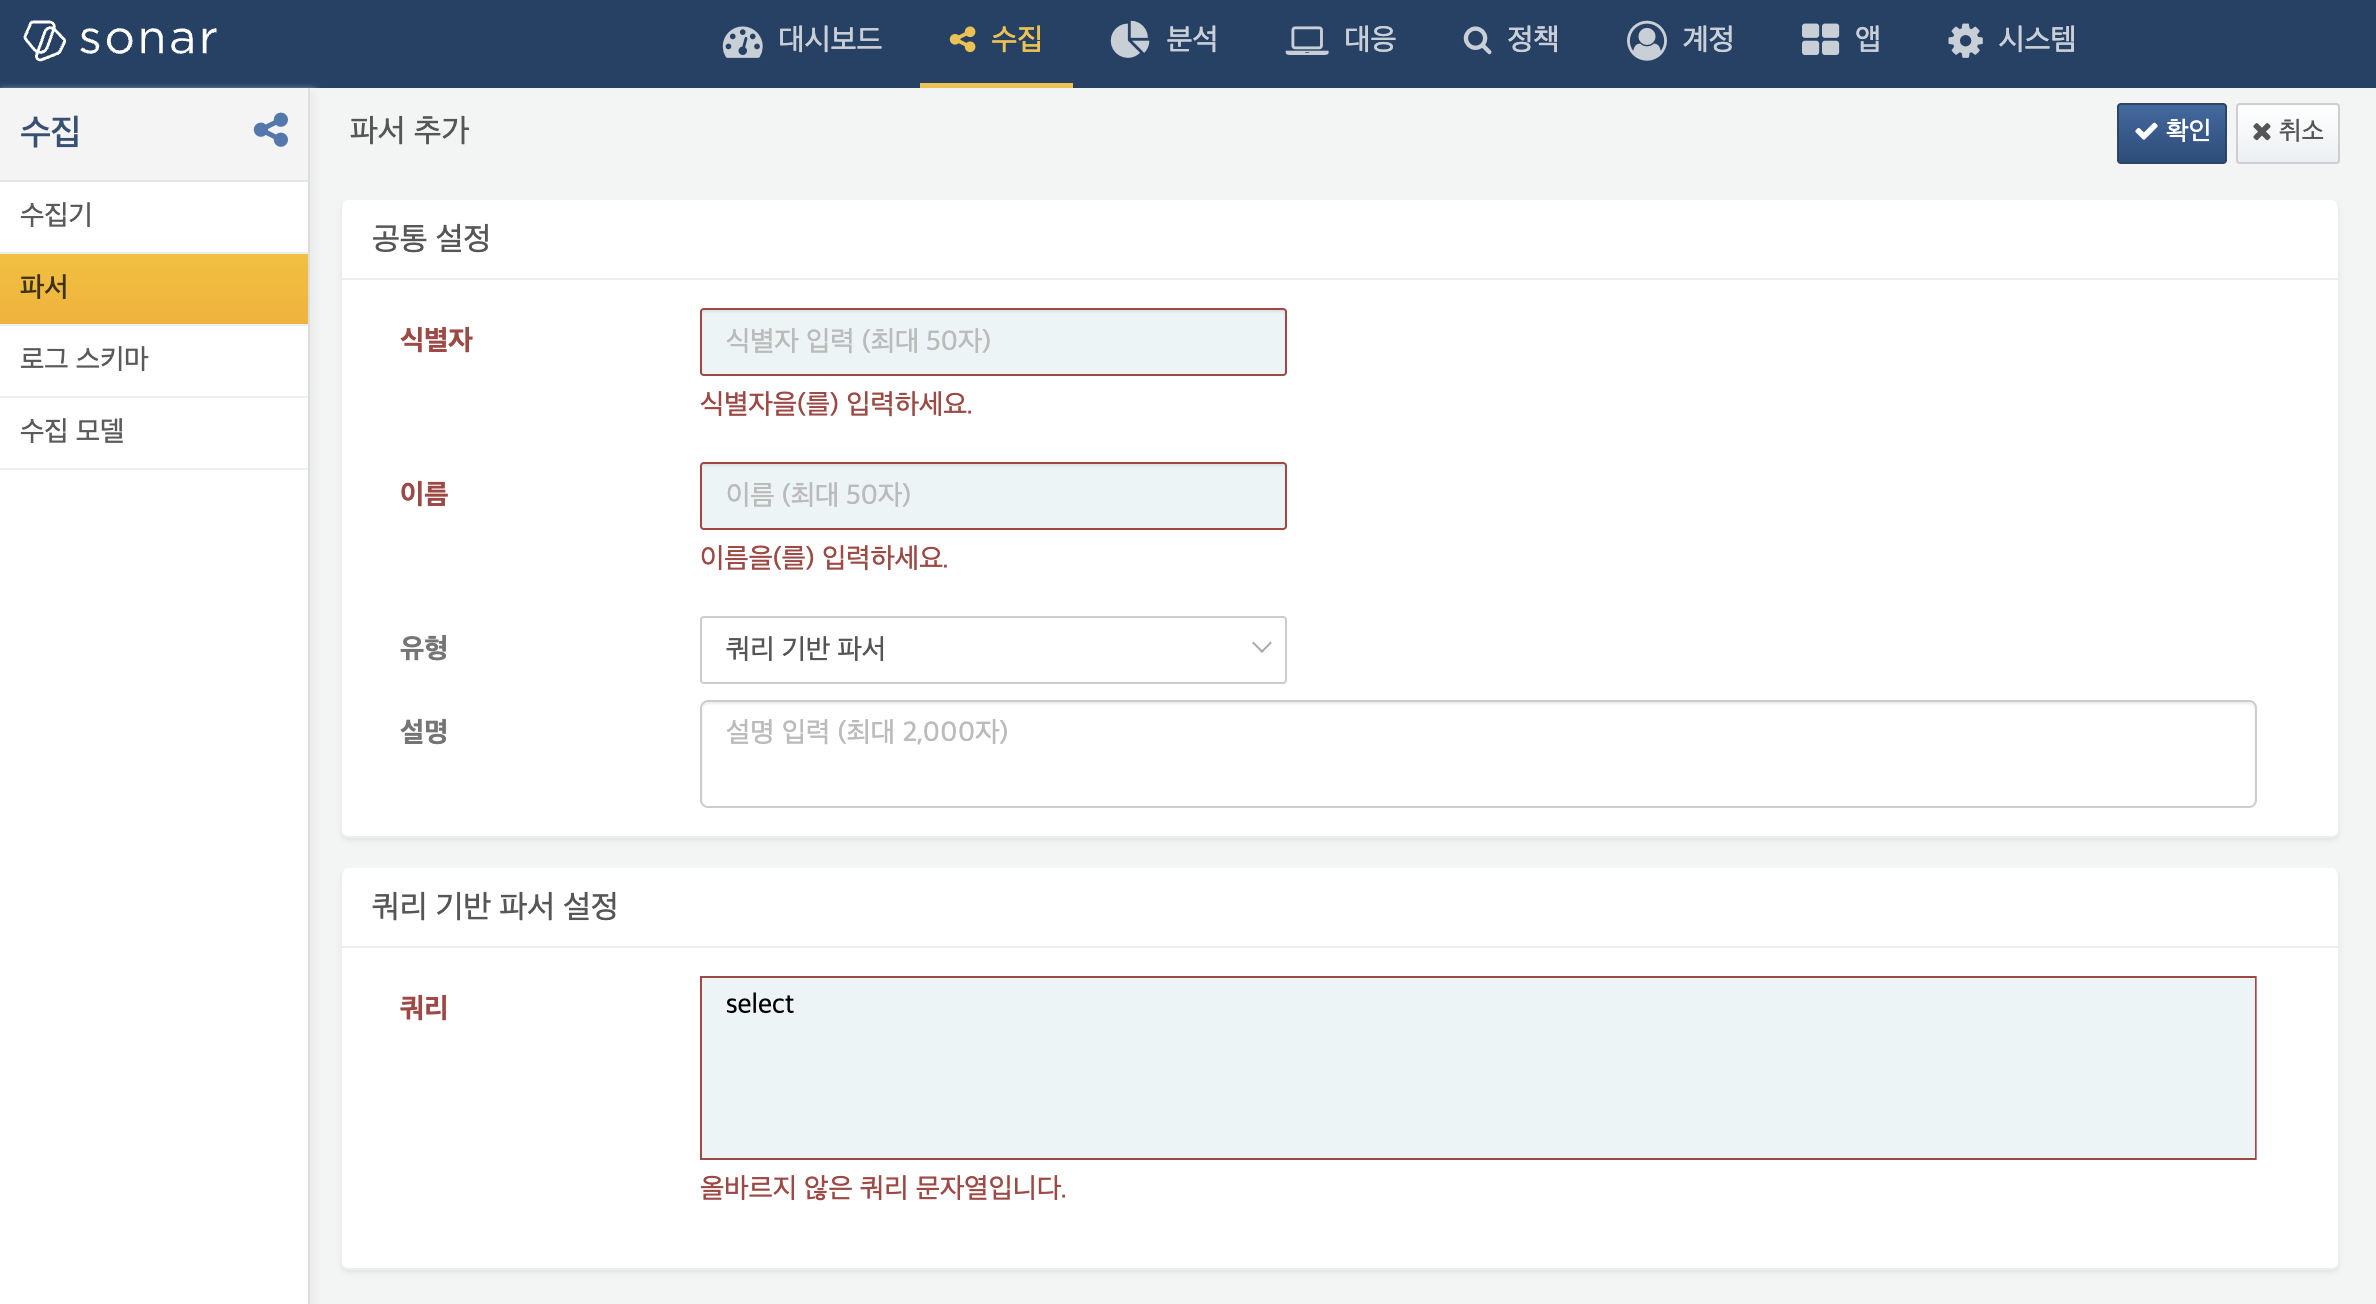 sonar
대시보드
수집
분석
대응
정책
계정
앱
시스템
수집
수집기
파서
로그 스키마
수집 모델
파서 추가
확인
취소
공통 설정
식별자
식별자 입력 (최대 50자)
식별자을(를) 입력하세요.
이름
이름 (최대 50자)
이름을(를) 입력하세요.
유형
쿼리 기반 파서
설명
설명 입력 (최대 2,000자)
쿼리 기반 파서 설정
쿼리
select
올바르지 않은 쿼리 문자열입니다.